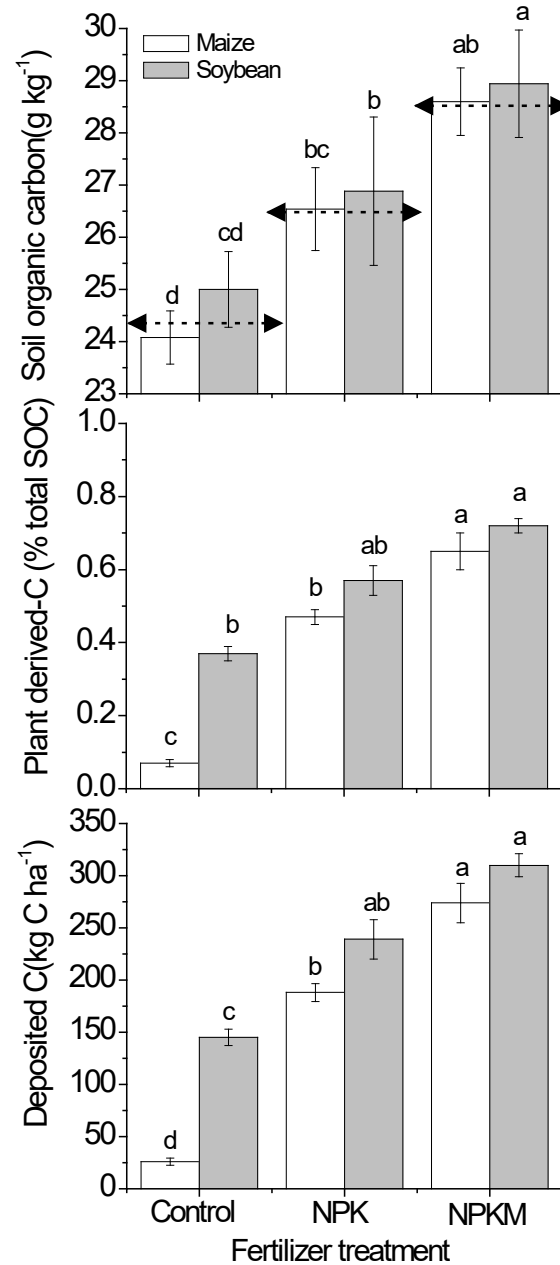 Soil organic carbon(g kg-1)
30
29
28
27
26
25
24
23
Maize
Soybean
d
cd
bc
b
ab
a
Plant derived-C (% total SOC)
1.0
0.8
0.6
0.4
0.2
0.0
c
b
b
ab
a
a
Deposited C(kg C ha-1)
350
300
250
200
150
100
50
0
d
c
b
ab
a
a
Control NPK NPKM
Fertilizer treatment